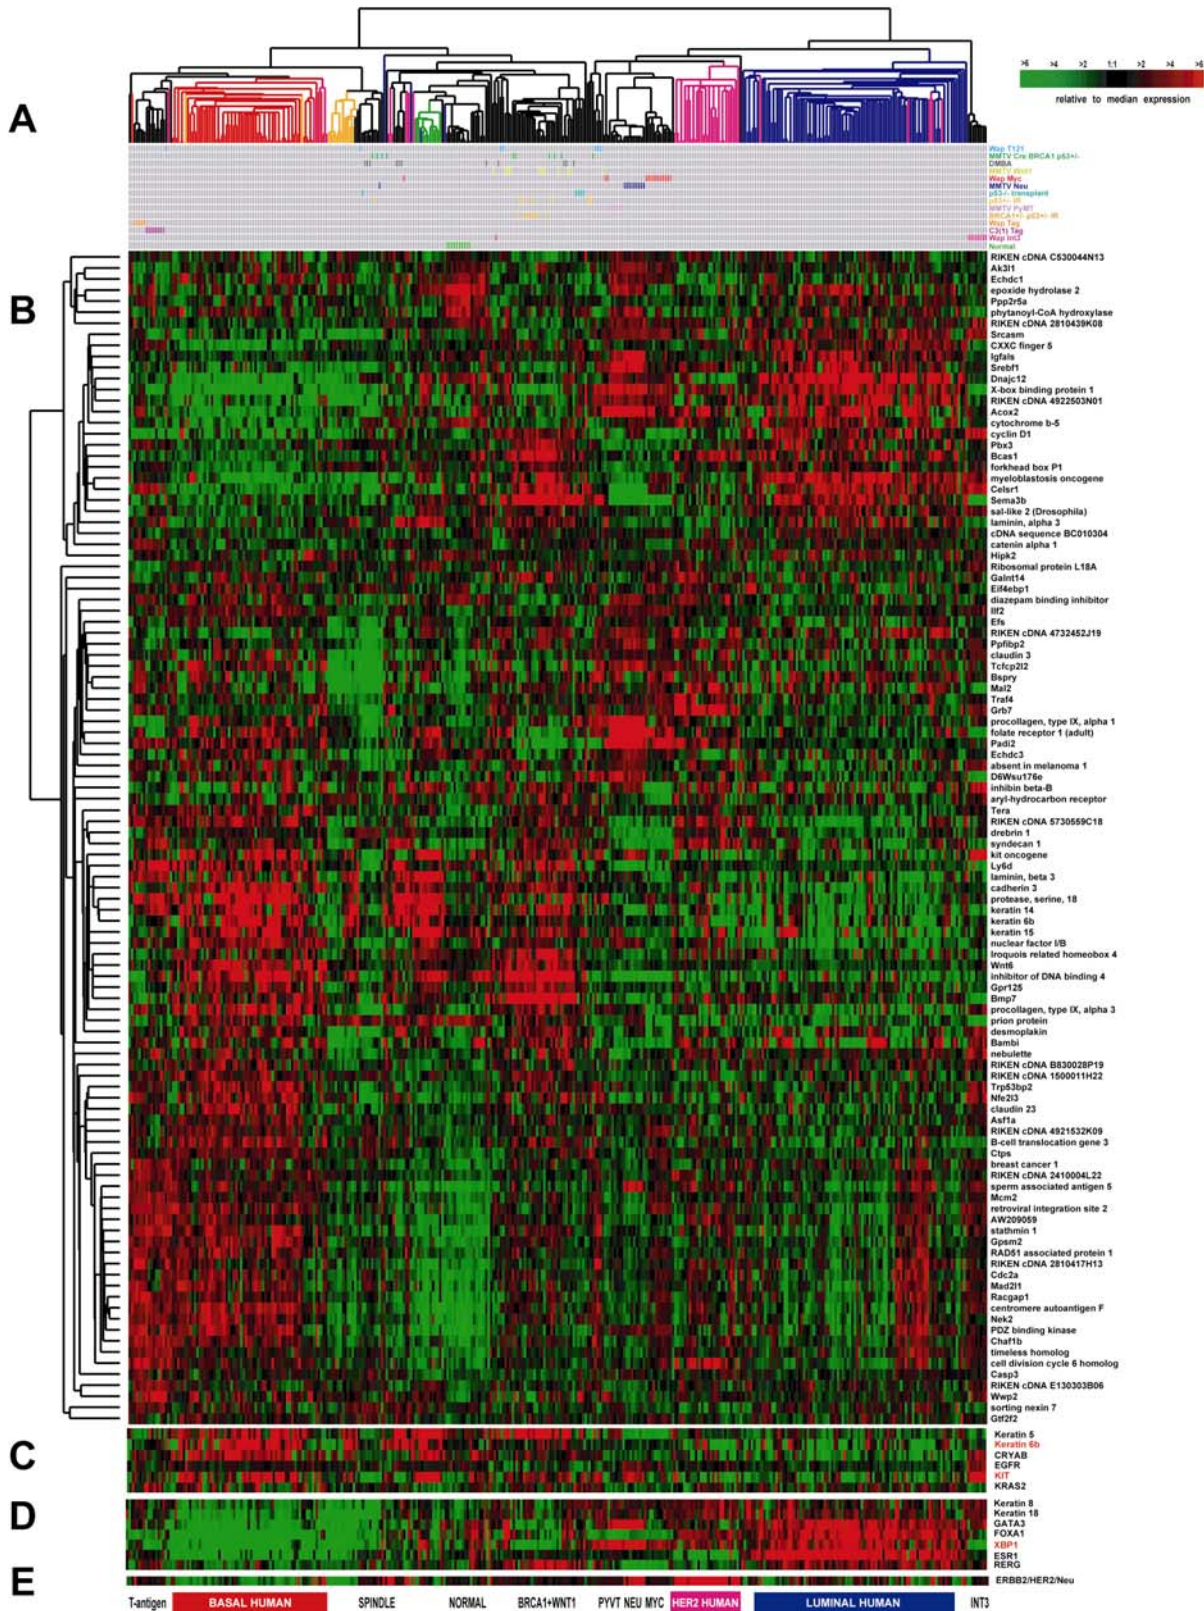 A
>6 >4 >2 1:1 >2 >4 >6
relative to median expression
Wap T121
MMTV Cre BRCA1 p53+/-
DMBA
MMTV Wnt1
Wap Myc
MMTV Neu
p53-/- transplant
p53+/- IR
MMTV PyMT
BRCA1+/- p53+/- IR
Wap Tag
C3(1) Tag
Wap Int3
Normal
B
RIKEN cDNA C530044N13
Ak3l1
Echdc1
epoxide hydrolase 2
Ppp2r5a
phytanoyl-CoA hydroxylase
RIKEN cDNA 2810439K08
Srcasm
CXXC finger 5
Igfals
Srebf1
Dnajc12
X-box binding protein 1
RIKEN cDNA 4922503N01
Acox2
cytochrome b-5
cyclin D1
Pbx3
Bcas1
forkhead box P1
myeloblastosis oncogene
Celsr1
Sema3b
sal-like 2 (Drosophila)
laminin, alpha 3
cDNA sequence BC010304
catenin alpha 1
Hipk2
Ribosomal protein L18A
Galnt14
Eif4ebp1
diazepam binding inhibitor
Ilf2
Efs
RIKEN cDNA 4732452J19
Ppfibp2
claudin 3
Tcfcp2l2
Bspry
Mal2
Traf4
Grb7
procollagen, type IX, alpha 1
folate receptor 1 (adult)
Padi2
Echdc3
absent in melanoma 1
D6Wsu176e
inhibin beta-B
aryl-hydrocarbon receptor
Tera
RIKEN cDNA 5730559C18
drebrin 1
syndecan 1
kit oncogene
Ly6d
laminin, beta 3
cadherin 3
protease, serine, 18
keratin 14
keratin 6b
keratin 15
nuclear factor I/B
Iroquois related homeobox 4
Wnt6
inhibitor of DNA binding 4
Gpr125
Bmp7
procollagen, type IX, alpha 3
prion protein
desmoplakin
Bambi
nebulette
RIKEN cDNA B830028P19
RIKEN cDNA 1500011H22
Trp53bp2
Nfe2l3
claudin 23
Asf1a
RIKEN cDNA 4921532K09
B-cell translocation gene 3
Ctps
breast cancer 1
RIKEN cDNA 2410004L22
sperm associated antigen 5
Mcm2
retroviral integration site 2
AW209059
stathmin 1
Gpsm2
RAD51 associated protein 1
RIKEN cDNA 2810417H13
Cdc2a
Mad2l1
Racgap1
centromere autoantigen F
Nek2
PDZ binding kinase
Chaf1b
timeless homolog
cell division cycle 6 homolog
Casp3
RIKEN cDNA E130303B06
Wwp2
sorting nexin 7
Gtf2f2
C
Keratin 5
Keratin 6b
CRYAB
EGFR
KIT
KRAS2
D
Keratin 8
Keratin 18
GATA3
FOXA1
XBP1
ESR1
RERG
E
ERBB2/HER2/Neu
T-antigen BASAL HUMAN SPINDLE NORMAL BRCA1+WNT1 PYVT NEU MYC HER2 HUMAN LUMINAL HUMAN INT3